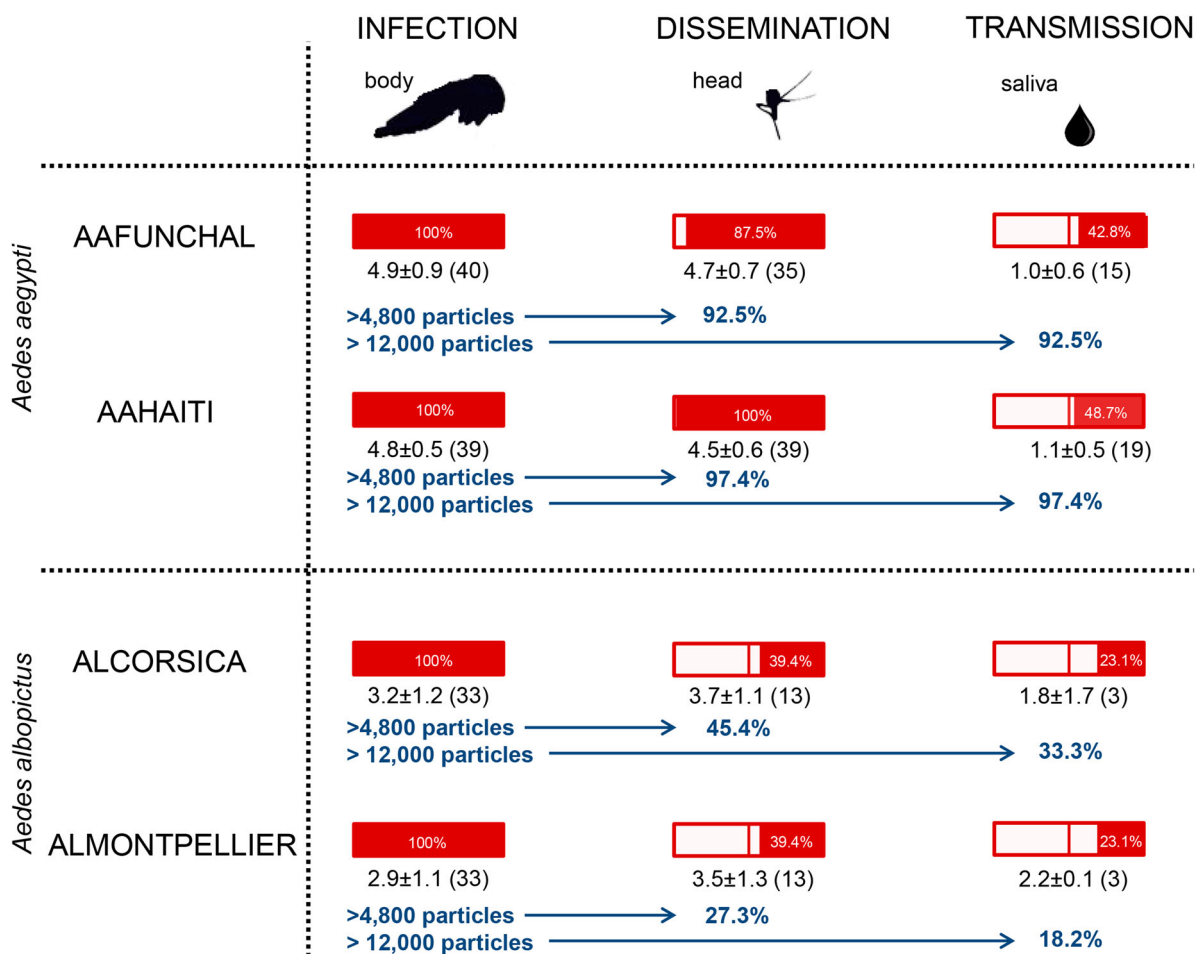 INFECTION DISSEMINATION TRANSMISSION
body head saliva
Aedes aegypti
AAFUNCHAL 100% 87.5% 42.8%
4.9±0.9 (40) 4.7±0.7 (35) 1.0±0.6 (15)
>4,800 particles 92.5%
> 12,000 particles 92.5%
AAHAITI 100% 100% 48.7%
4.8±0.5 (39) 4.5±0.6 (39) 1.1±0.5 (19)
>4,800 particles 97.4%
> 12,000 particles 97.4%
Aedes albopictus
ALCORSICA 100% 39.4% 23.1%
3.2±1.2 (33) 3.7±1.1 (13) 1.8±1.7 (3)
>4,800 particles 45.4%
> 12,000 particles 33.3%
ALMONTPELLIER 100% 39.4% 23.1%
2.9±1.1 (33) 3.5±1.3 (13) 2.2±0.1 (3)
>4,800 particles 27.3%
> 12,000 particles 18.2%